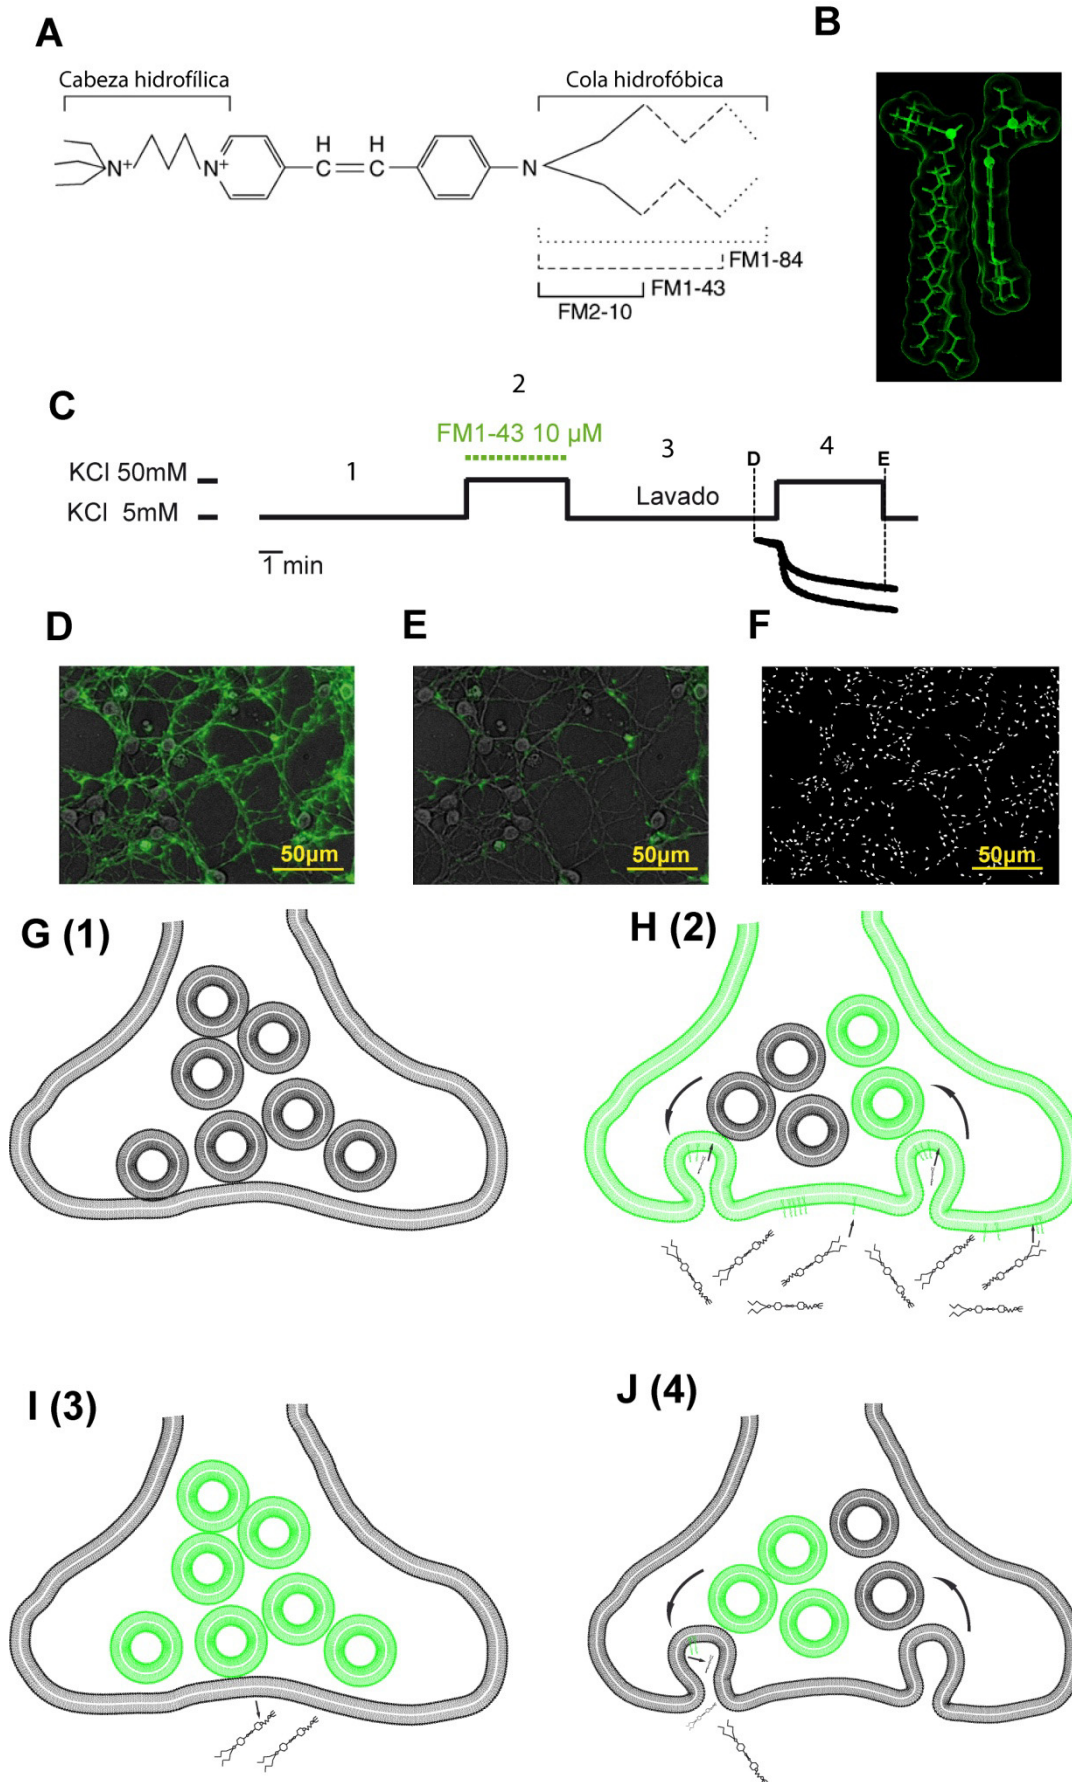 A
B
Cabeza hidrofílica
Cola hidrofóbica
H H
N+ N+ C C N
FM1-84
FM1-43
FM2-10
C
2
FM1-43 10 µM
1
3
4
D
E
KCl 50mM
KCl 5mM
Lavado
1 min
D
E
F
50µm
50µm
50µm
G (1)
H (2)
I (3)
J (4)